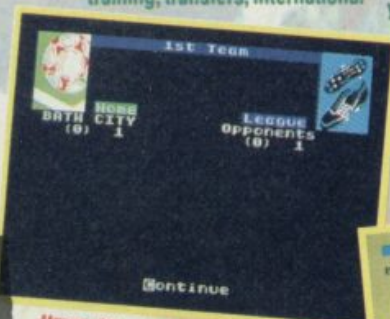 training, transfers, international
1st Team
Home
League
BATH CITY
Opponents
(0) 1
(0) 1
Continue